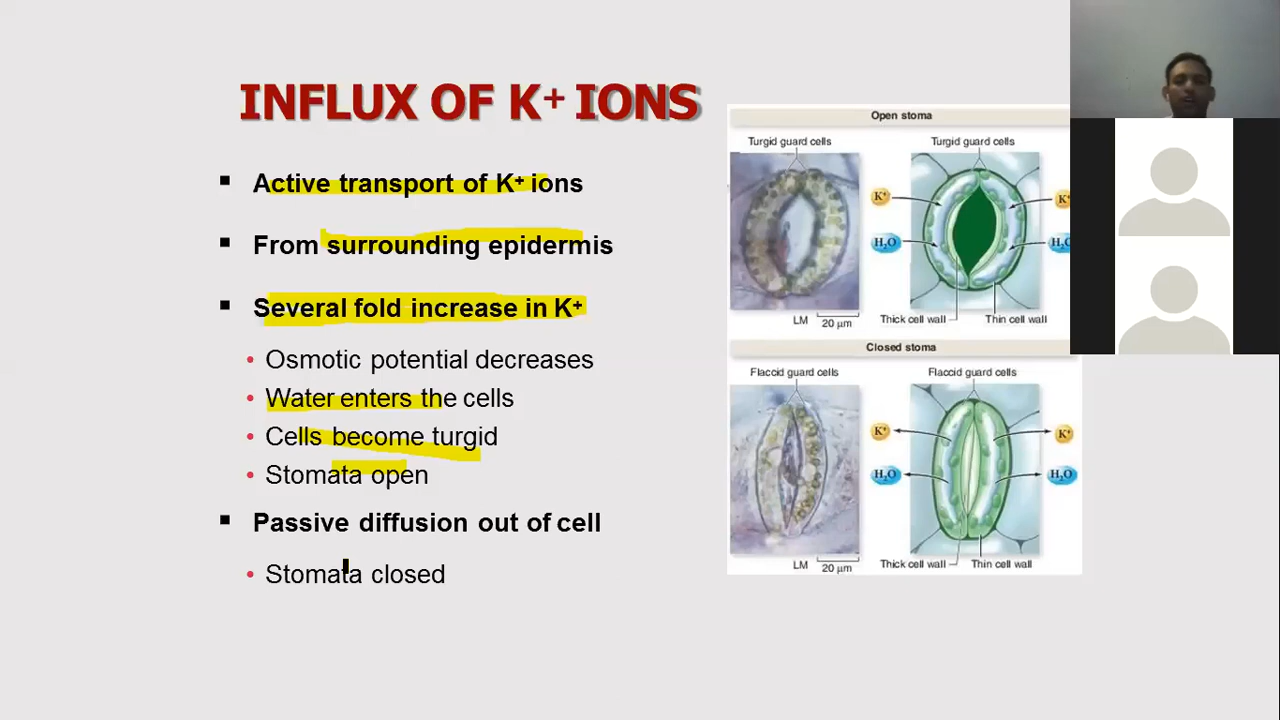 INFLUX OF K+ IONS
▪ Active transport of K+ ions
▪ From surrounding epidermis
▪ Several fold increase in K+
• Osmotic potential decreases
• Water enters the cells
• Cells become turgid
• Stomata open
▪ Passive diffusion out of cell
• Stomata closed
Open stoma
Turgid guard cells
Turgid guard cells
K+
K+
H2O
H2O
LM
20 µm
Thick cell wall
Thin cell wall
Closed stoma
Flaccid guard cells
Flaccid guard cells
K+
K+
H2O
H2O
LM
20 µm
Thick cell wall
Thin cell wall